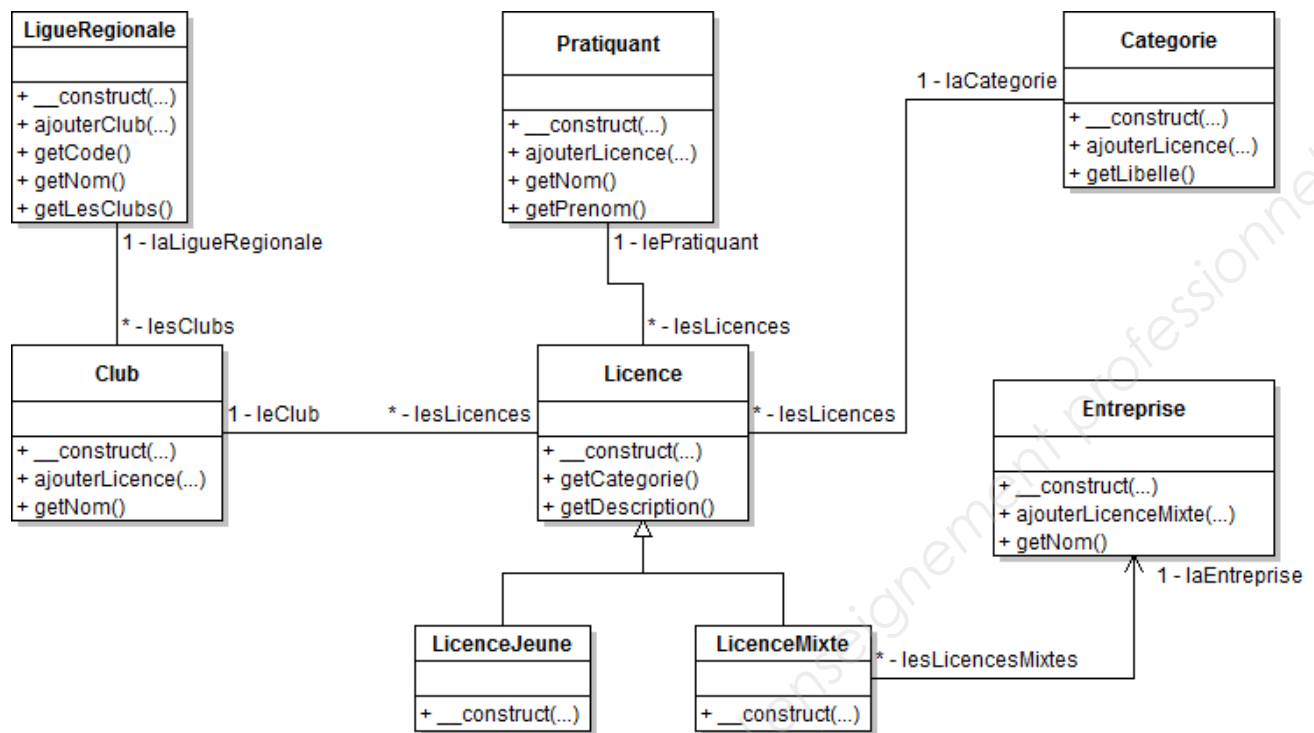 LigueRegionale
+ __construct(...)
+ ajouterClub(...)
+ getCode()
+ getNom()
+ getLesClubs()
Pratiquant
+ __construct(...)
+ ajouterLicence(...)
+ getNom()
+ getPrenom()
Categorie
+ __construct(...)
+ ajouterLicence(...)
+ getLibelle()
1 - laCategorie
1 - laLigueRegionale
1 - lePratiquant
* - lesClubs
* - lesLicences
Club
+ __construct(...)
+ ajouterLicence(...)
+ getNom()
1 - leClub
* - lesLicences
Licence
+ __construct(...)
+ getCategorie()
+ getDescription()
* - lesLicences
Entreprise
+ __construct(...)
+ ajouterLicenceMixte(...)
+ getNom()
1 - laEntreprise
LicenceJeune
+ __construct(...)
LicenceMixte
+ __construct(...)
* - lesLicencesMixtes
enseignement professionne